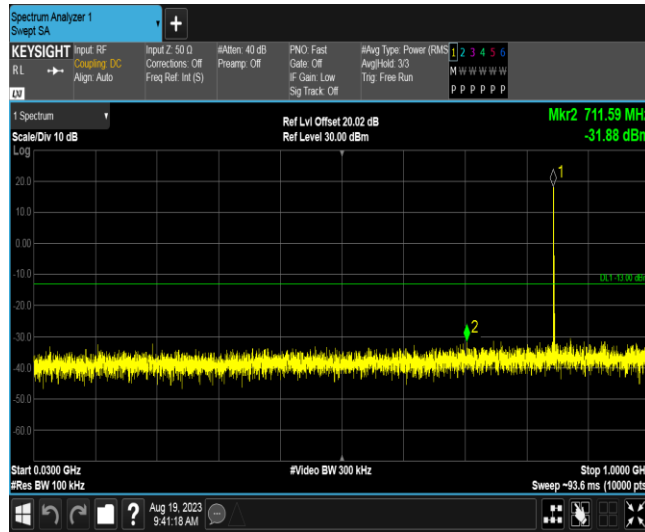 Spectrum Analyzer 1
Swept SA
KEYSIGHT
RL
LXI
Input: RF
Coupling: DC
Align: Auto
Input Z: 50 Ω
Corrections: Off
Freq Ref: Int (S)
#Atten: 40 dB
Preamp: Off
PNO: Fast
Gate: Off
IF Gain: Low
Sig Track: Off
#Avg Type: Power (RMS
Avg|Hold: 3/3
Trig: Free Run
1 2 3 4 5 6
M W W W W W
P P P P P P
1 Spectrum
Scale/Div 10 dB
Log
Ref Lvl Offset 20.02 dB
Ref Level 30.00 dBm
Mkr2 711.59 MHz
-31.88 dBm
1
20.0
10.0
0.00
-10.0
DL1 -13.00 dBm
-20.0
2
-30.0
-40.0
-50.0
-60.0
Start 0.0300 GHz
#Res BW 100 kHz
#Video BW 300 kHz
Stop 1.0000 GHz
Sweep ~93.6 ms (10000 pts
?
Aug 19, 2023
9:41:18 AM